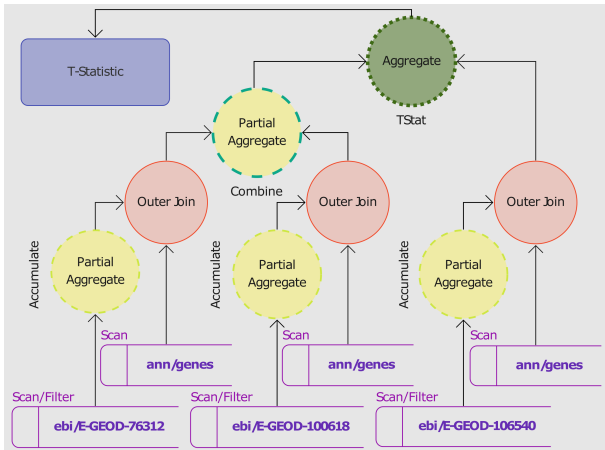 T-Statistic
Aggregate
TStat
Partial
Aggregate
Combine
Outer Join
Outer Join
Outer Join
Accumulate
Partial
Aggregate
Accumulate
Partial
Aggregate
Accumulate
Partial
Aggregate
Scan
ann/genes
Scan
ann/genes
Scan
ann/genes
Scan/Filter
ebi/E-GEOD-76312
Scan/Filter
ebi/E-GEOD-100618
Scan/Filter
ebi/E-GEOD-106540